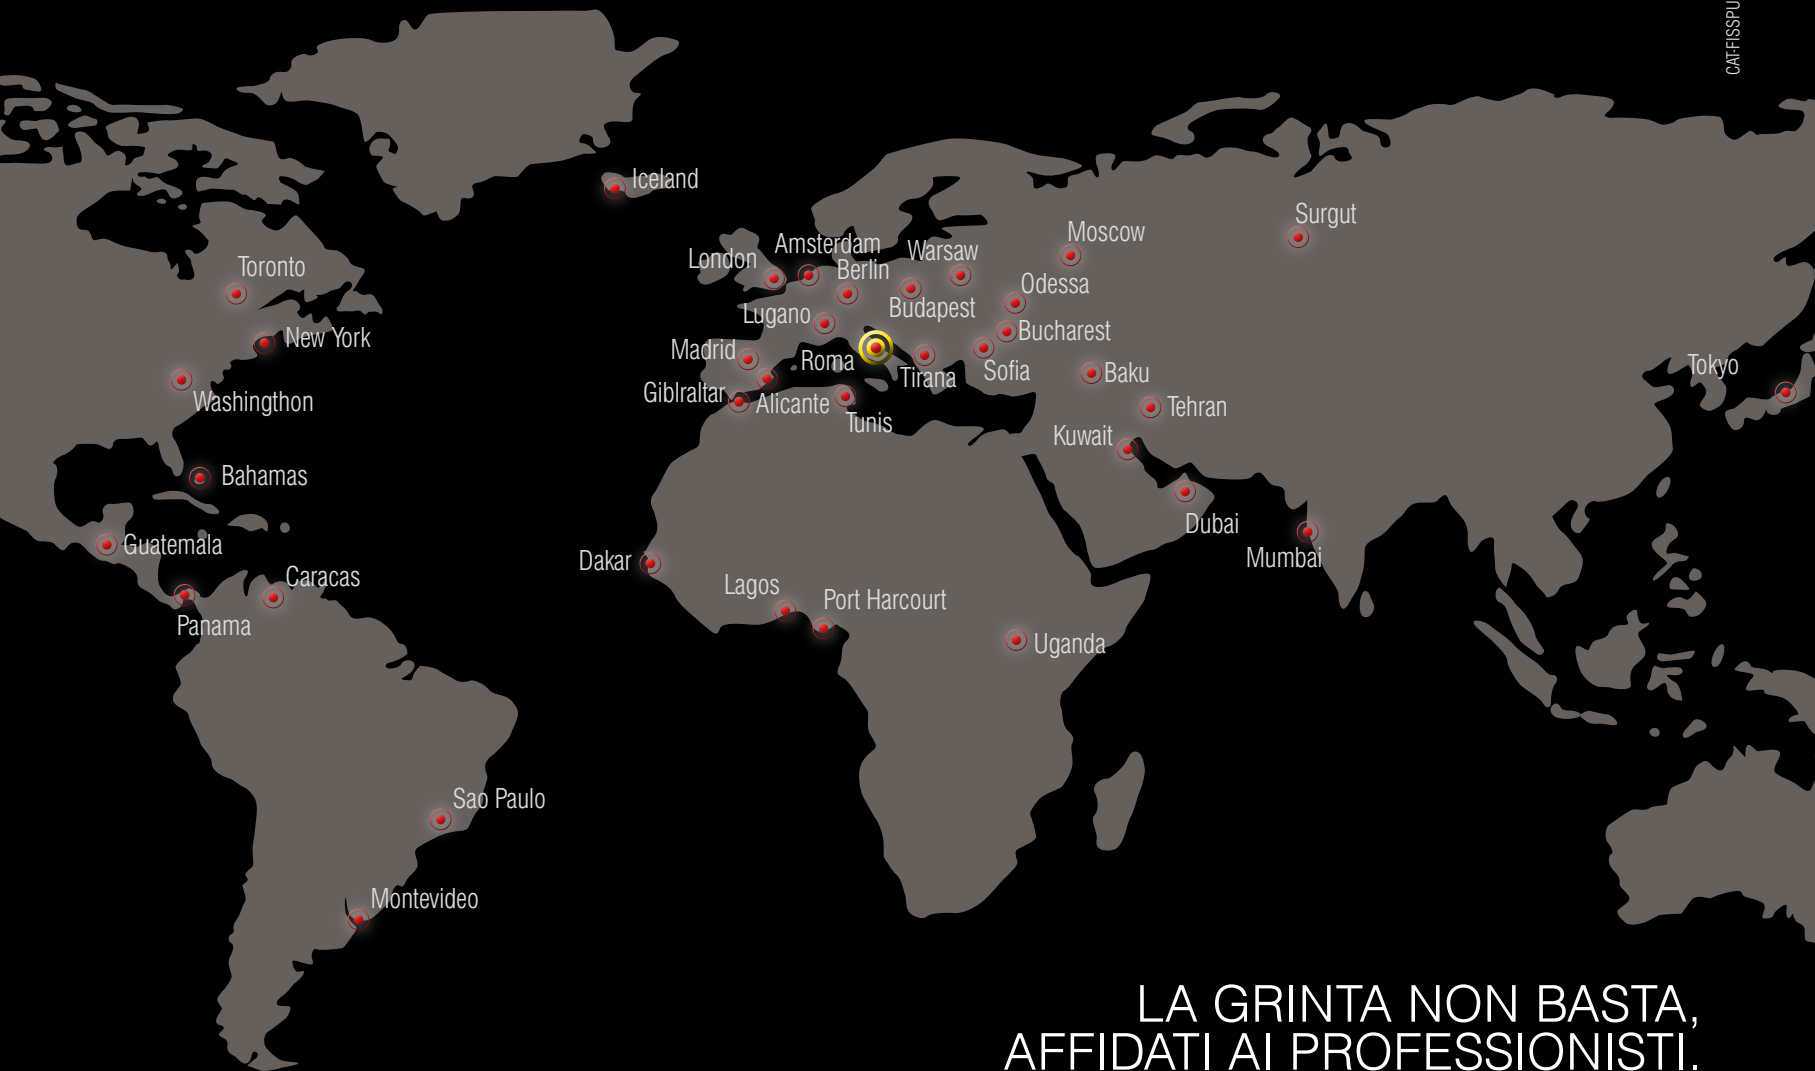 CAT-FISSPU
Iceland
Surgut
Moscow
Amsterdam
Warsaw
London
Toronto
Berlin
Odessa
Budapest
Lugano
Bucharest
New York
Madrid
Roma
Tokyo
Sofia
Baku
Tirana
Giblraltar
Washingthon
Alicante
Tehran
Tunis
Kuwait
Bahamas
Dubai
Guatemala
Mumbai
Dakar
Caracas
Lagos
Port Harcourt
Panama
Uganda
Sao Paulo
Montevideo
LA GRINTA NON BASTA,
AFFIDATI AI PROFESSIONISTI.